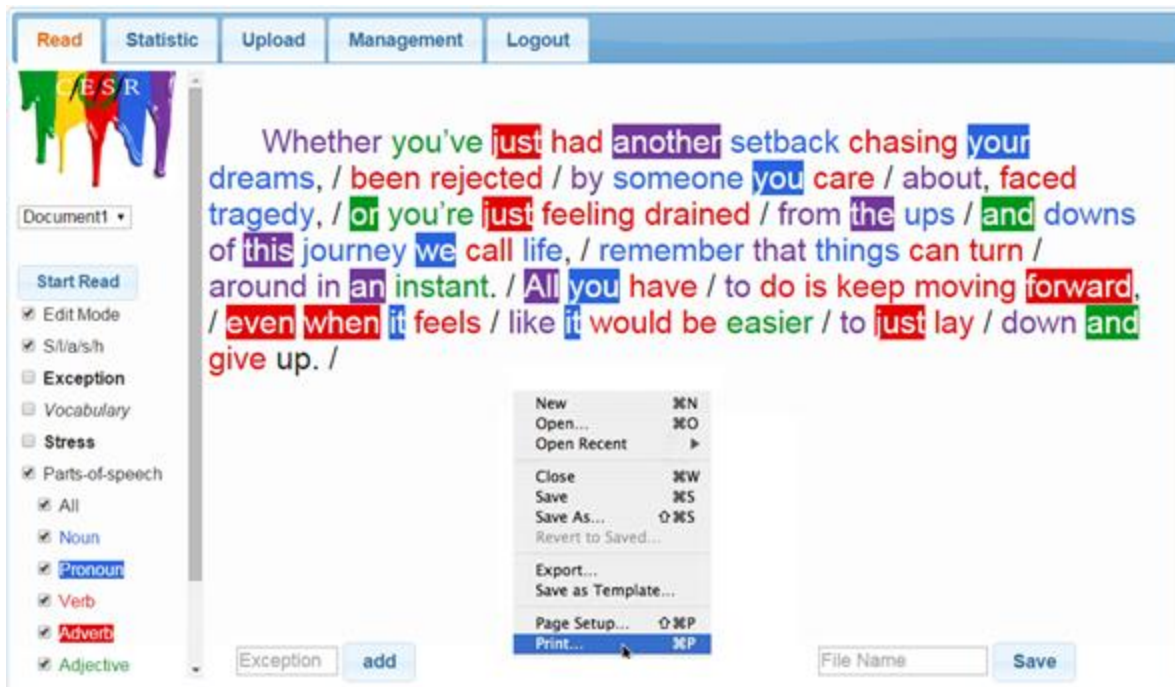 Read Statistic Upload Management Logout
C/E/S/R
Document1
Start Read
Edit Mode
S/l/a/s/h
Exception
Vocabulary
Stress
Parts-of-speech
All
Noun
Pronoun
Verb
Adverb
Adjective
Whether you've just had another setback chasing your
dreams, / been rejected / by someone you care / about, faced
tragedy, / or you're just feeling drained / from the ups / and downs
of this journey we call life, / remember that things can turn /
around in an instant. / All you have / to do is keep moving forward,
/ even when it feels / like it would be easier / to just lay / down and
give up. /
New ⌘N
Open... ⌘O
Open Recent ▶
Close ⌘W
Save ⌘S
Save As... ⇧⌘S
Revert to Saved...
Export...
Save as Template...
Page Setup... ⇧⌘P
Print... ⌘P
Exception add
File Name Save